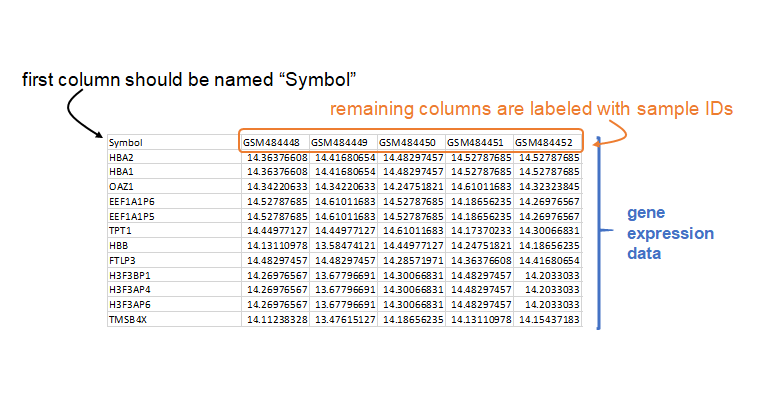 first column should be named “Symbol”
remaining columns are labeled with sample IDs
Symbol GSM484448 GSM484449 GSM484450 GSM484451 GSM484452
HBA2 14.36376608 14.41680654 14.48297457 14.52787685 14.52787685
HBA1 14.36376608 14.41680654 14.48297457 14.52787685 14.52787685
OAZ1 14.34220633 14.34220633 14.24751821 14.61011683 14.32323845
EEF1A1P6 14.52787685 14.61011683 14.52787685 14.18656235 14.26976567
EEF1A1P5 14.52787685 14.61011683 14.52787685 14.18656235 14.26976567
TPT1 14.44977127 14.44977127 14.61011683 14.17370233 14.30066831
HBB 14.13110978 13.58474121 14.44977127 14.24751821 14.18656235
FTLP3 14.48297457 14.48297457 14.28571971 14.36376608 14.41680654
H3F3BP1 14.26976567 13.67796691 14.30066831 14.48297457 14.2033033
H3F3AP4 14.26976567 13.67796691 14.30066831 14.48297457 14.2033033
H3F3AP6 14.26976567 13.67796691 14.30066831 14.48297457 14.2033033
TMSB4X 14.11238328 13.47615127 14.18656235 14.13110978 14.15437183
gene
expression
data